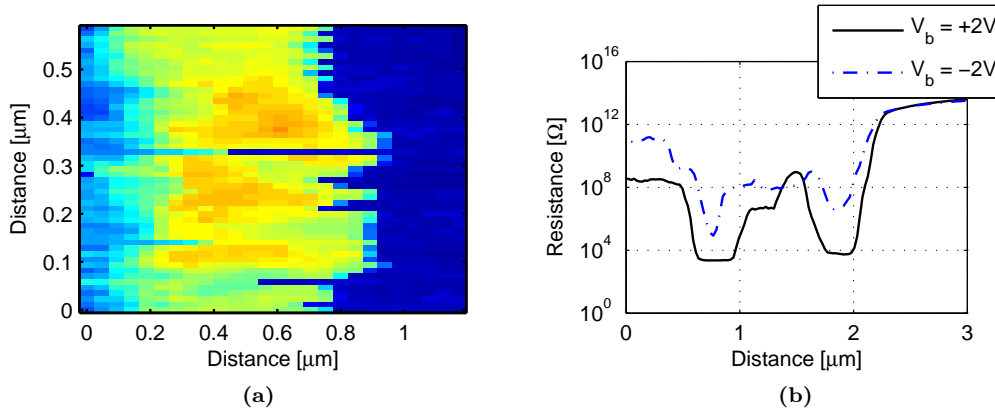 0.5
0.4
0.3
0.2
0.1
0
Distance [μm]
0 0.2 0.4 0.6 0.8 1
Distance [μm]
(a)
V_b = +2V
V_b = −2V
10^16
10^12
10^8
10^4
10^0
Resistance [Ω]
0 1 2 3
Distance [μm]
(b)